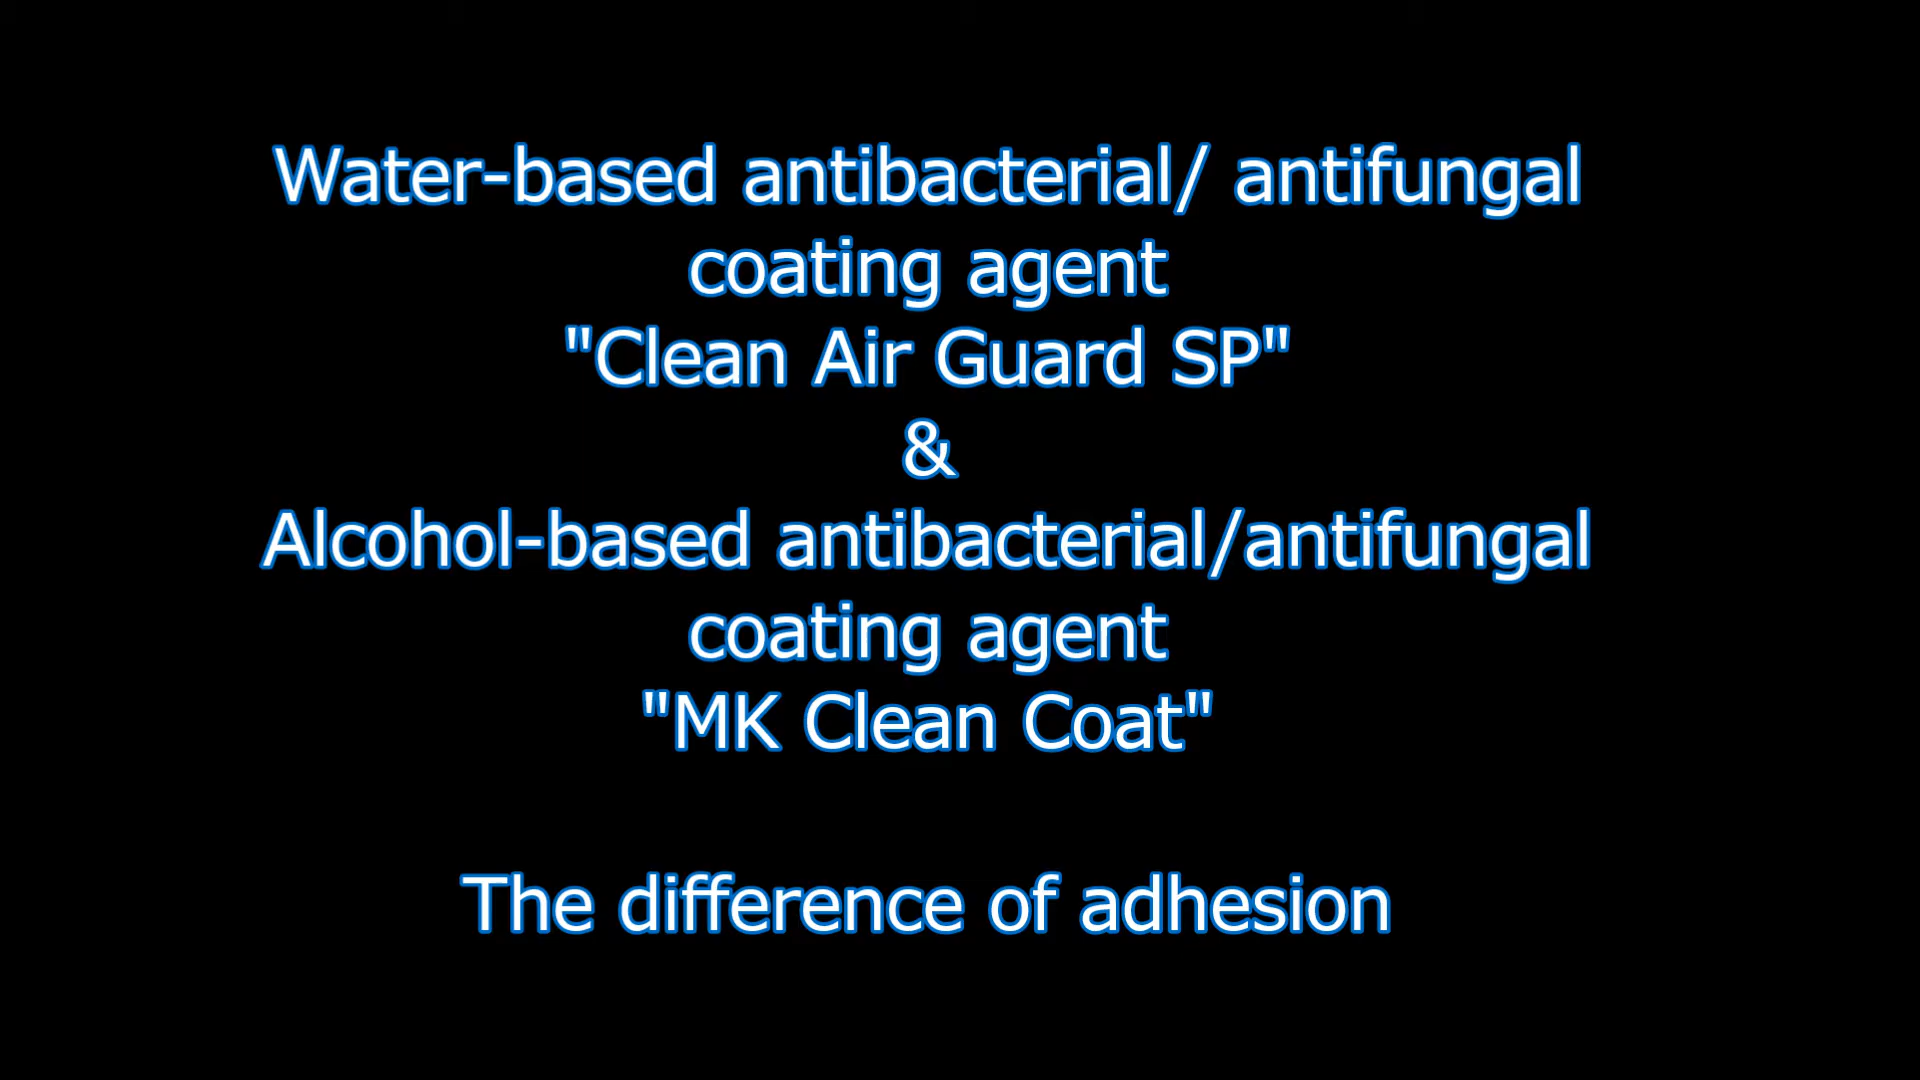 Water-based antibacterial/ antifungal
coating agent
"Clean Air Guard SP"
&
Alcohol-based antibacterial/antifungal
coating agent
"MK Clean Coat"
The difference of adhesion